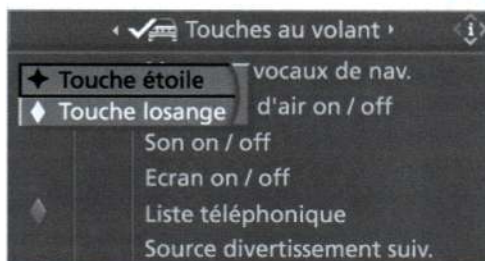 Touches au volant
Touche étoile
vocaux de nav.
Touche losange
d'air on / off
Son on / off
Ecran on / off
Liste téléphonique
Source divertissement suiv.